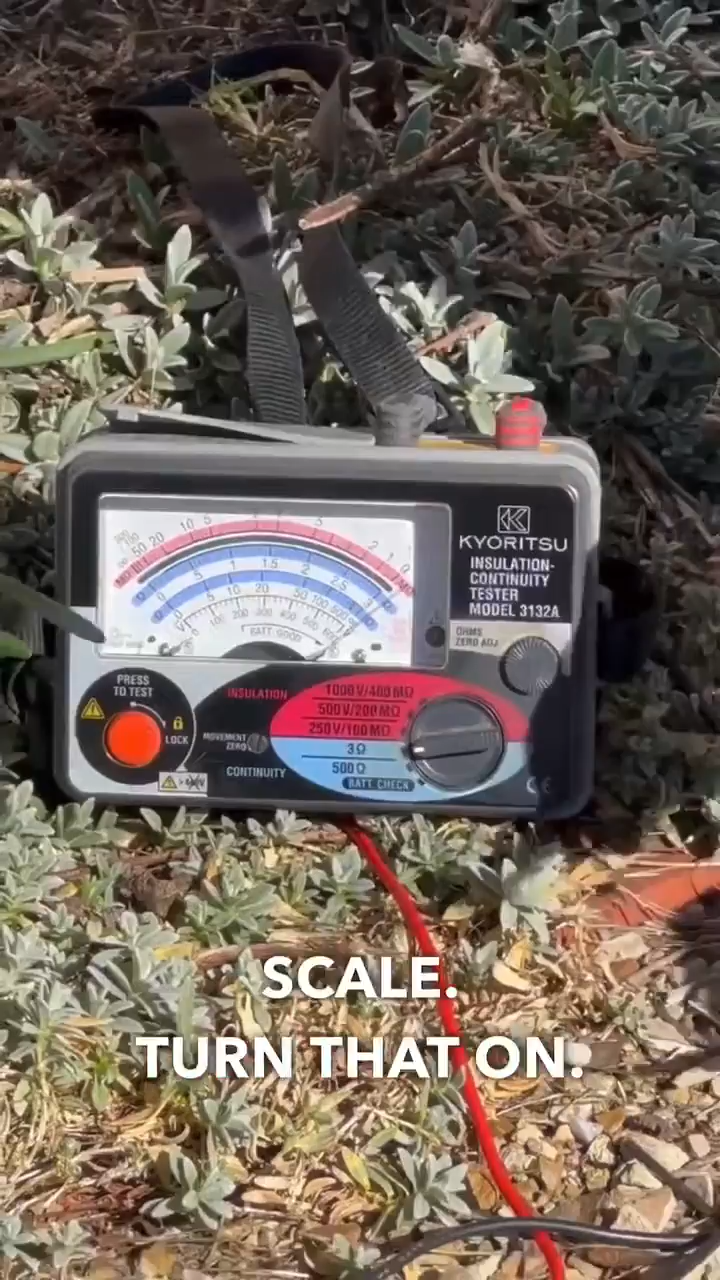 KYORITSU
INSULATION-
CONTINUITY
TESTER
MODEL 3132A
OHMS
ZERO ADJ
BATT. GOOD
PRESS
TO TEST
LOCK
INSULATION
1000V/400MΩ
500V/200MΩ
250V/100MΩ
MOVEMENT
ZERO
3Ω
500Ω
CONTINUITY
BATT. CHECK
CE
SCALE.
TURN THAT ON.